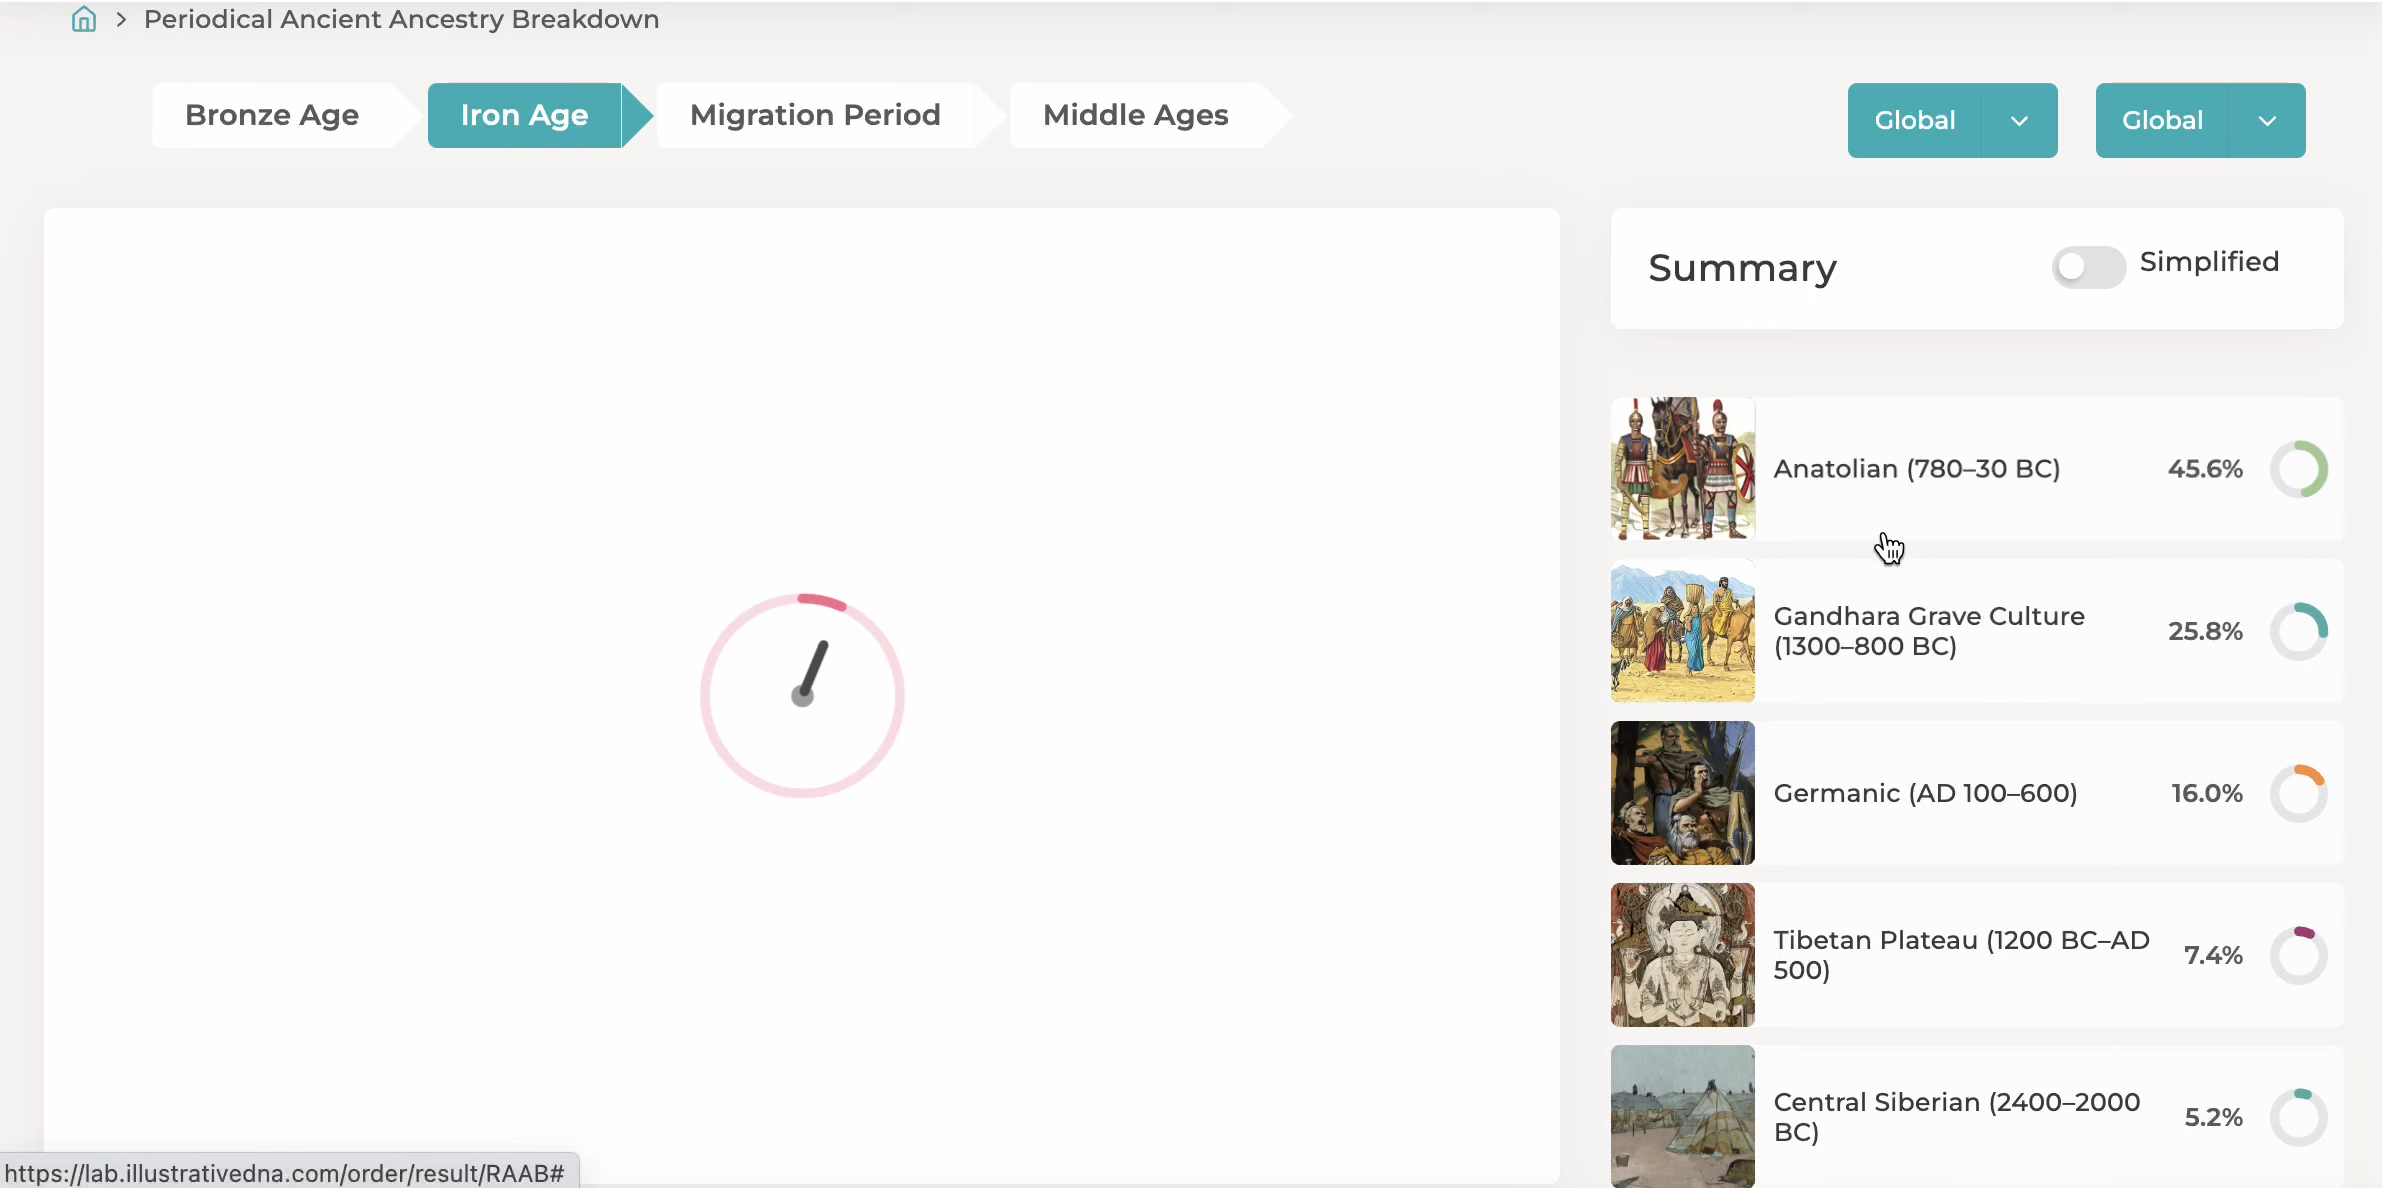 Periodical Ancient Ancestry Breakdown
Bronze Age
Iron Age
Migration Period
Middle Ages
Global
Global
Summary
Simplified
Anatolian (780–30 BC)
45.6%
Gandhara Grave Culture
(1300–800 BC)
25.8%
Germanic (AD 100–600)
16.0%
Tibetan Plateau (1200 BC–AD
500)
7.4%
Central Siberian (2400–2000
BC)
5.2%
https://lab.illustrativedna.com/order/result/RAAB#